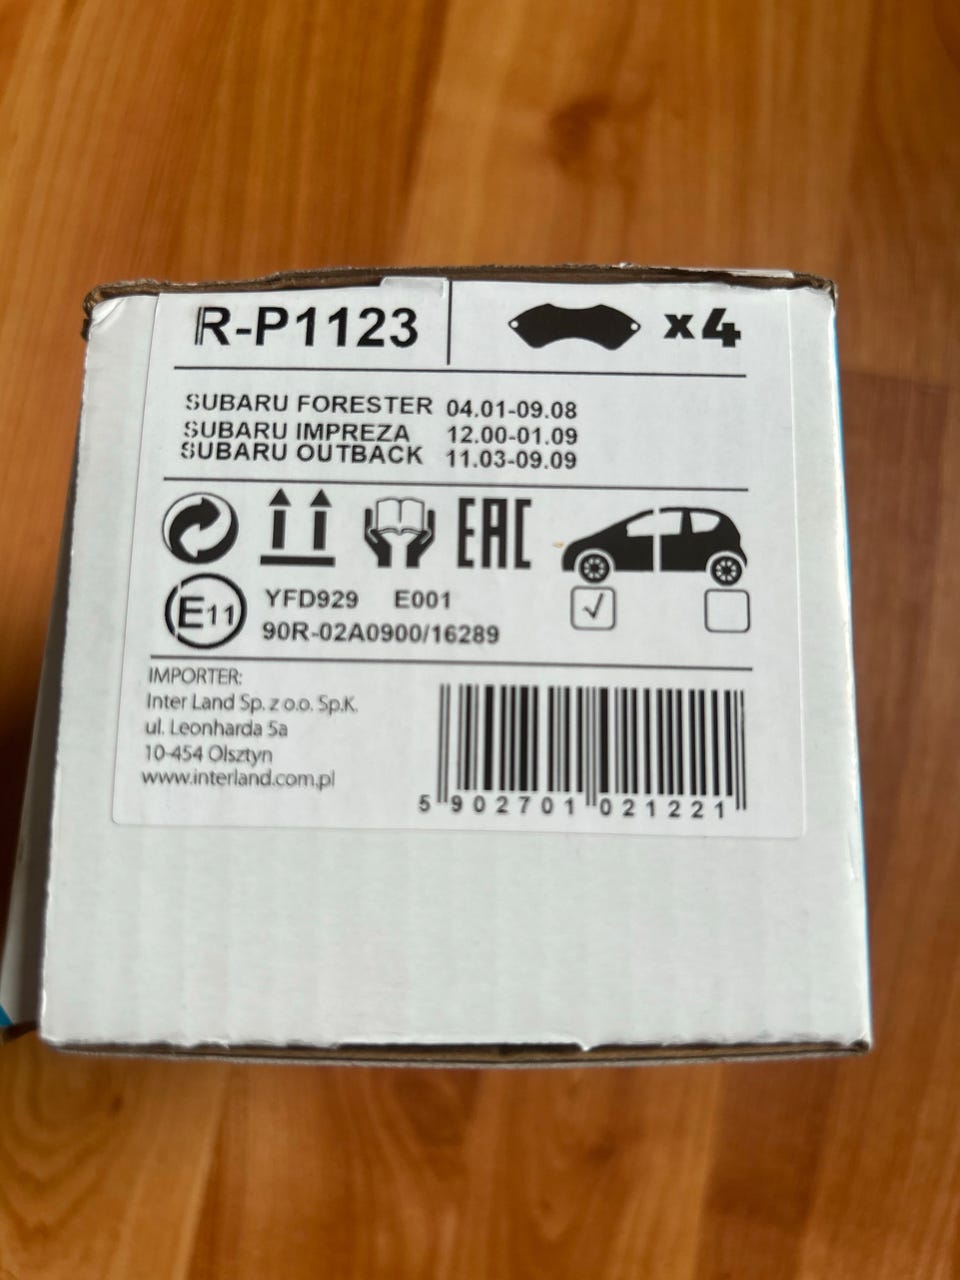 R-P1123
x4
SUBARU FORESTER 04.01-09.08
SUBARU IMPREZA 12.00-01.09
SUBARU OUTBACK 11.03-09.09
EAC
E11
YFD929 E001
90R-02A0900/16289
IMPORTER:
Inter Land Sp. z o.o. Sp.K.
ul. Leonharda 5a
10-454 Olsztyn
www.interland.com.pl
5 902701 021221